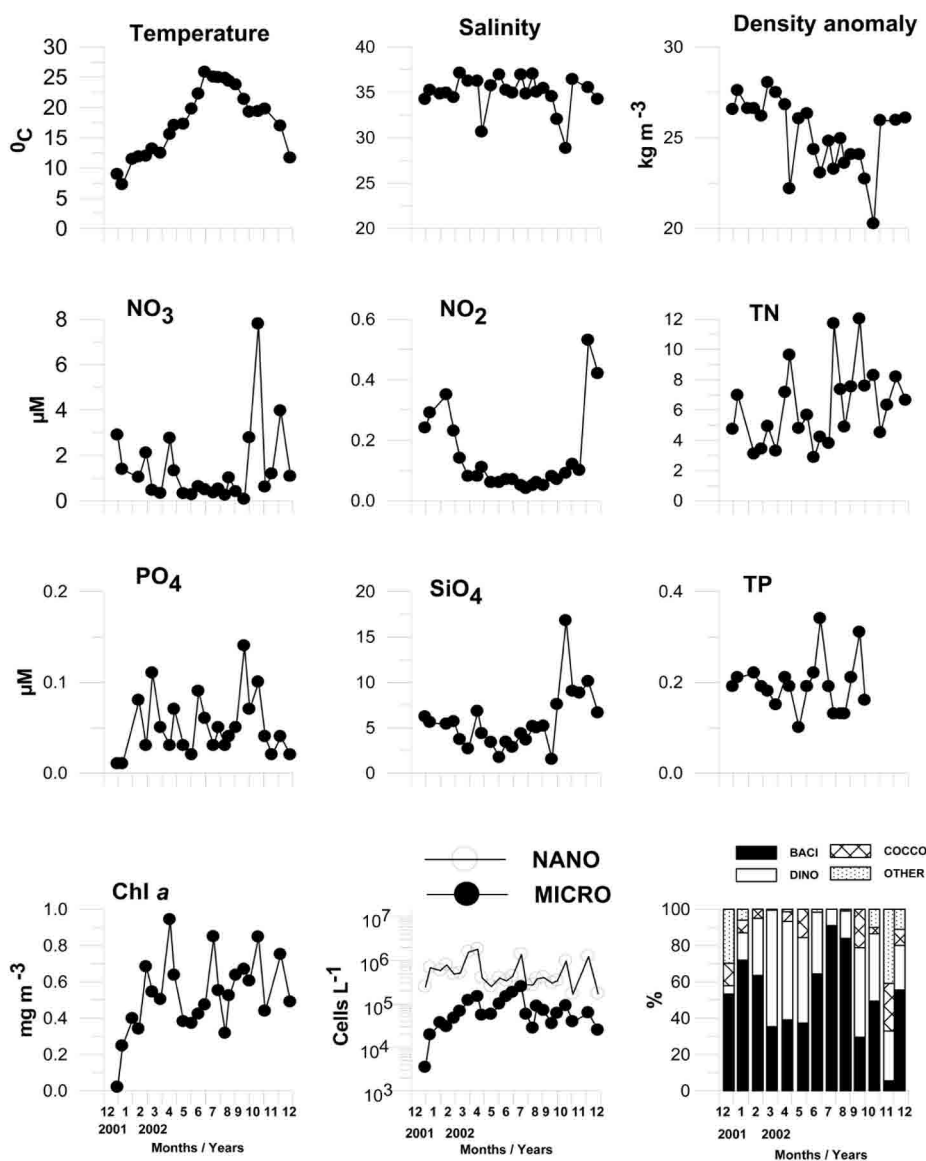 Temperature
Salinity
Density anomaly
40
30
25
20
15
10
5
0
0C
40
35
30
25
20
kg m -3
30
25
20
NO3
NO2
TN
µM
8
6
4
2
0
0.6
0.4
0.2
0.0
12
10
8
6
4
2
0
PO4
SiO4
TP
µM
0.2
0.1
0.0
20
15
10
5
0
0.4
0.2
0.0
NANO
MICRO
BACI
COCCO
DINO
OTHER
Chl a
mg m -3
1.0
0.8
0.6
0.4
0.2
0.0
Cells L-1
10 7
10 6
10 5
10 4
10 3
%
100
80
60
40
20
0
12 1 2 3 4 5 6 7 8 9 10 11 12
12 1 2 3 4 5 6 7 8 9 10 11 12
12 1 2 3 4 5 6 7 8 9 10 11 12
2001 2002
2001 2002
2001 2002
Months / Years
Months / Years
Months / Years